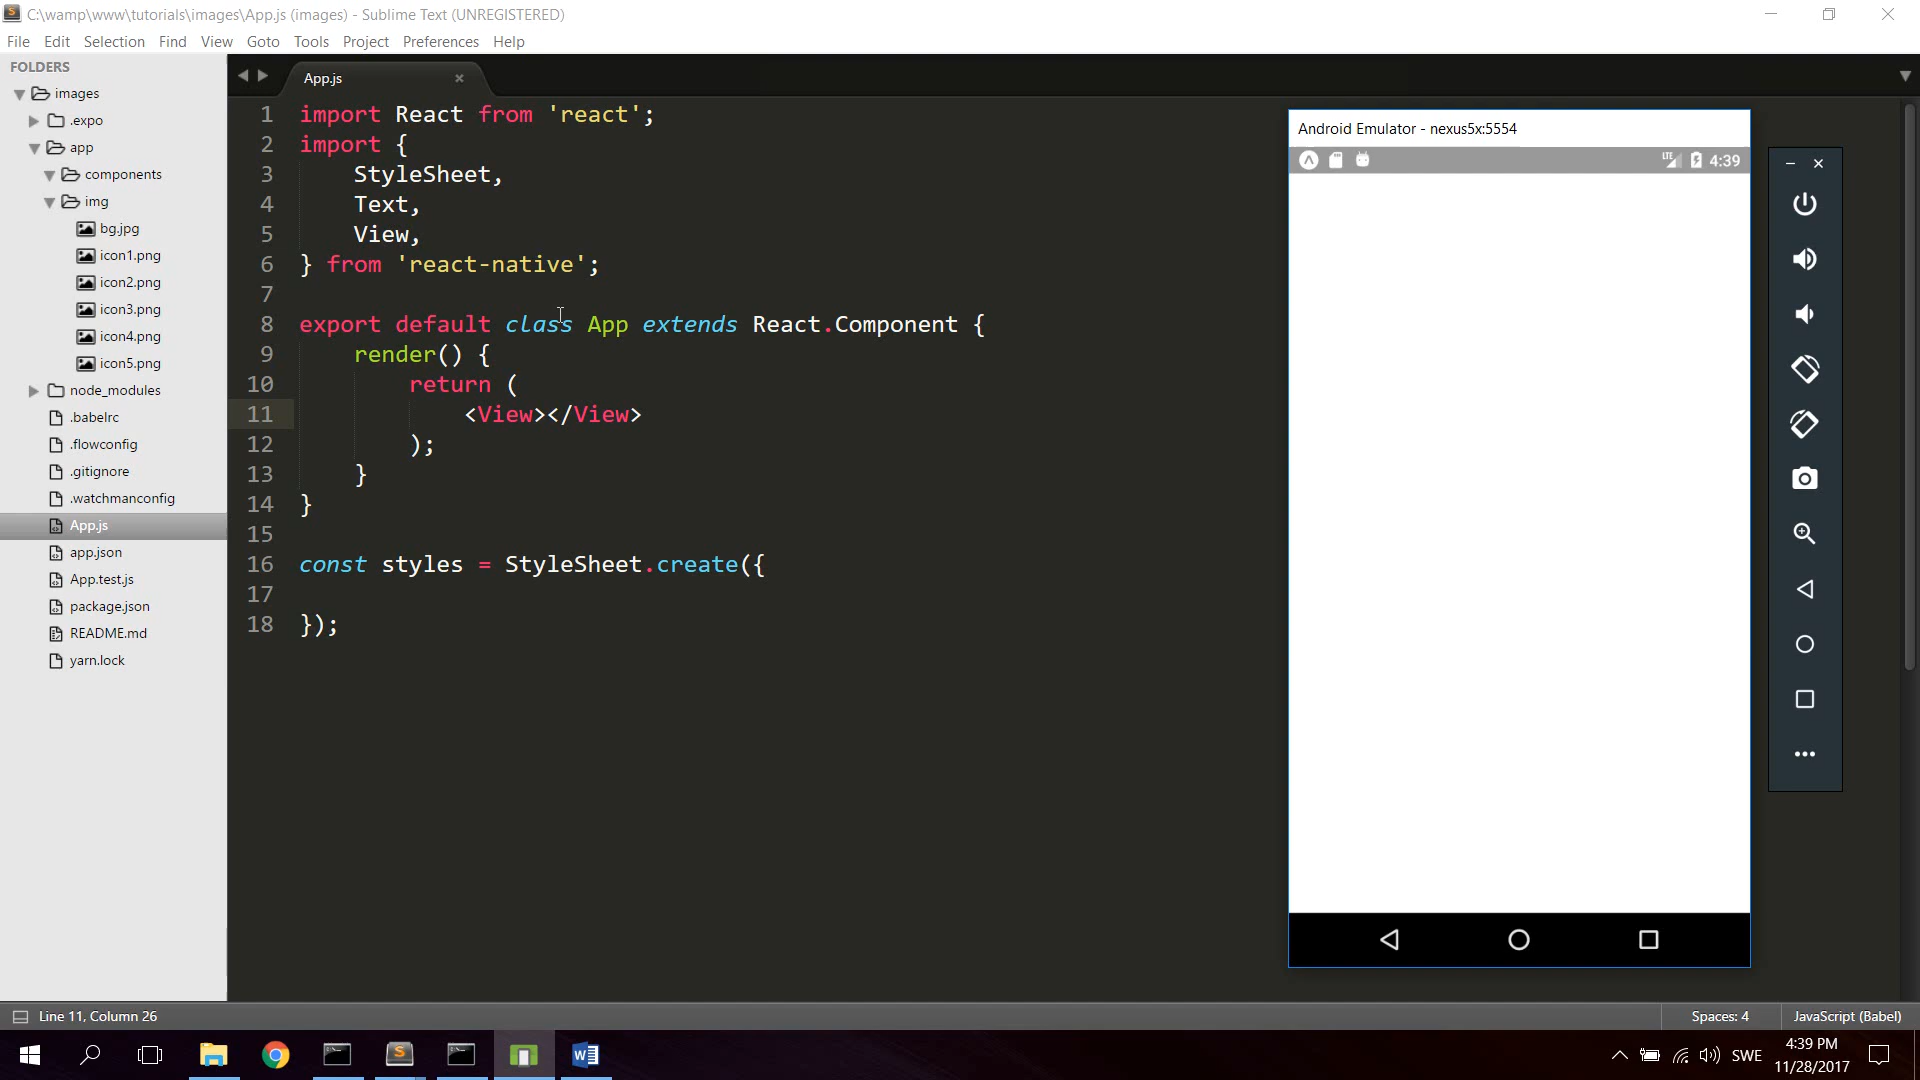 C:\wamp\www\tutorials\images\App.js (images) - Sublime Text (UNREGISTERED)
File Edit Selection Find View Goto Tools Project Preferences Help
FOLDERS
images
.expo
app
components
img
bg.jpg
icon1.png
icon2.png
icon3.png
icon4.png
icon5.png
node_modules
.babelrc
.flowconfig
.gitignore
.watchmanconfig
App.js
app.json
App.test.js
package.json
README.md
yarn.lock
App.js
1 import React from 'react';
2 import {
3     StyleSheet,
4     Text,
5     View,
6 } from 'react-native';
7
8 export default class App extends React.Component {
9     render() {
10         return (
11             <View></View>
12         );
13     }
14 }
15
16 const styles = StyleSheet.create({
17
18 });
Android Emulator - nexus5x:5554
LTE 4:39
Line 11, Column 26
Spaces: 4
JavaScript (Babel)
SWE
4:39 PM
11/28/2017